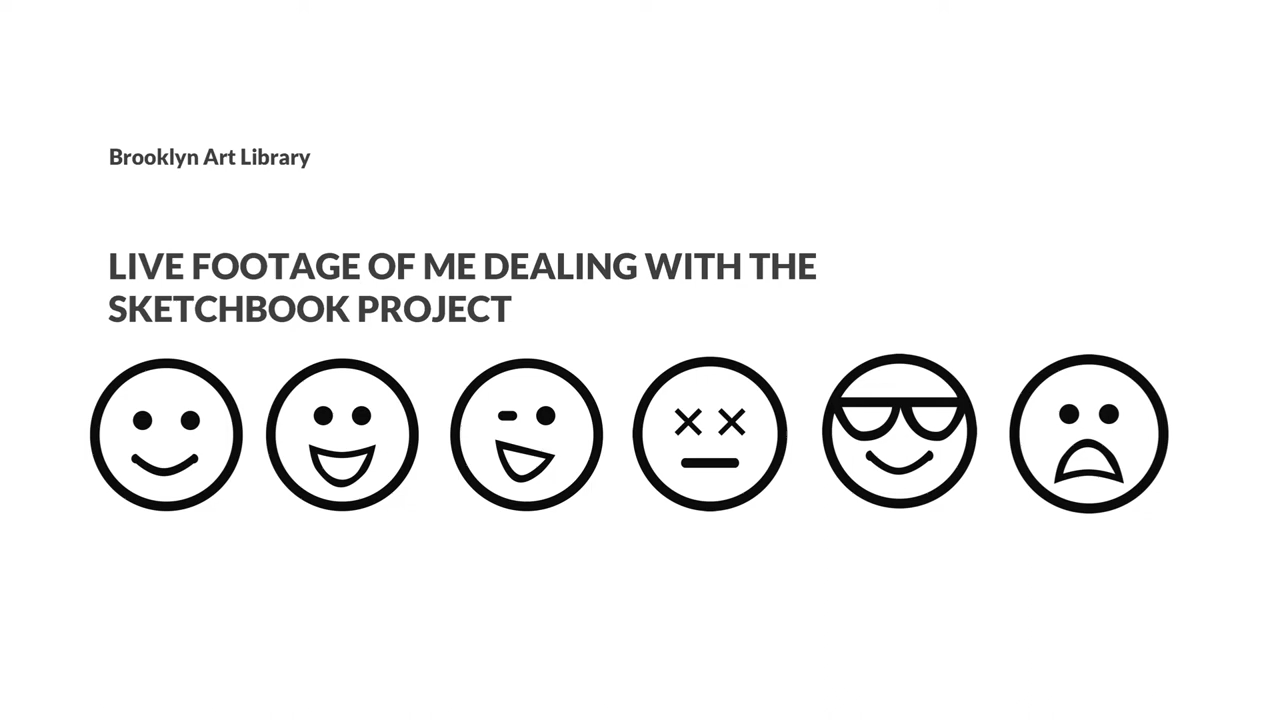 Brooklyn Art Library
LIVE FOOTAGE OF ME DEALING WITH THE
SKETCHBOOK PROJECT